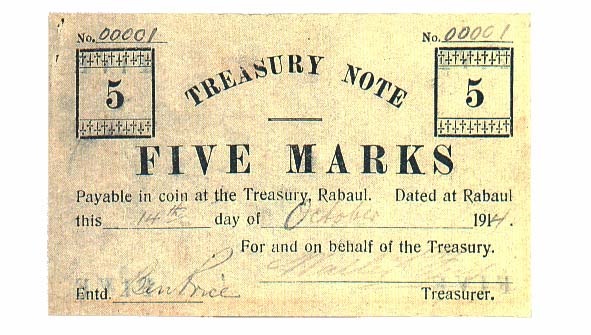 No. 00001 No. 00001
5 TREASURY NOTE 5
FIVE MARKS
Payable in coin at the Treasury, Rabaul. Dated at Rabaul
this 14th day of October 1914.
For and on behalf of the Treasury.
Entd. Treasurer.